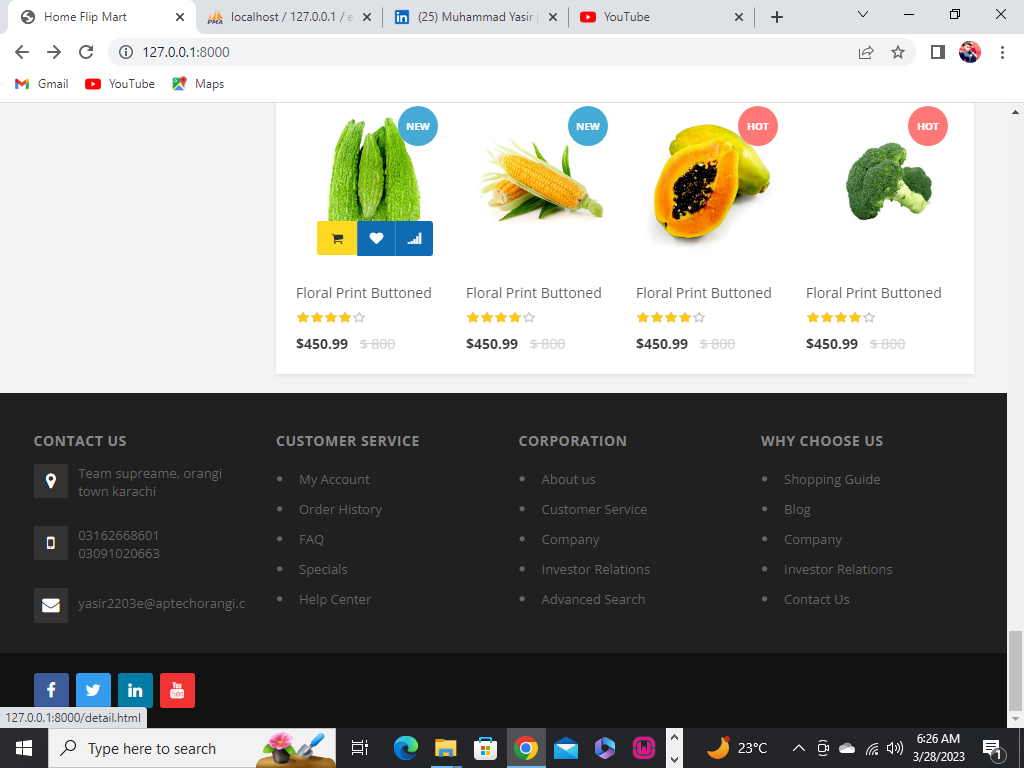 Home Flip Mart
localhost / 127.0.0.1 / e
(25) Muhammad Yasir |
YouTube
127.0.0.1:8000
Gmail
YouTube
Maps
NEW
NEW
HOT
HOT
Floral Print Buttoned
Floral Print Buttoned
Floral Print Buttoned
Floral Print Buttoned
$450.99 $ 800
$450.99 $ 800
$450.99 $ 800
$450.99 $ 800
CONTACT US
Team supreame, orangi
town karachi
03162668601
03091020663
yasir2203e@aptechorangi.c
CUSTOMER SERVICE
My Account
Order History
FAQ
Specials
Help Center
CORPORATION
About us
Customer Service
Company
Investor Relations
Advanced Search
WHY CHOOSE US
Shopping Guide
Blog
Company
Investor Relations
Contact Us
127.0.0.1:8000/detail.html
Type here to search
23°C
6:26 AM
3/28/2023
1